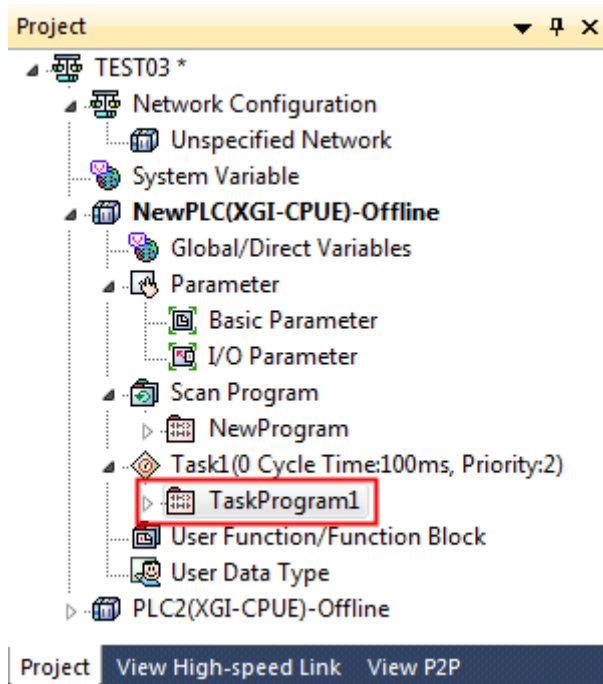 Project
TEST03 *
Network Configuration
Unspecified Network
System Variable
NewPLC(XGI-CPUE)-Offline
Global/Direct Variables
Parameter
Basic Parameter
I/O Parameter
Scan Program
NewProgram
Task1(0 Cycle Time:100ms, Priority:2)
TaskProgram1
User Function/Function Block
User Data Type
PLC2(XGI-CPUE)-Offline
Project View High-speed Link View P2P